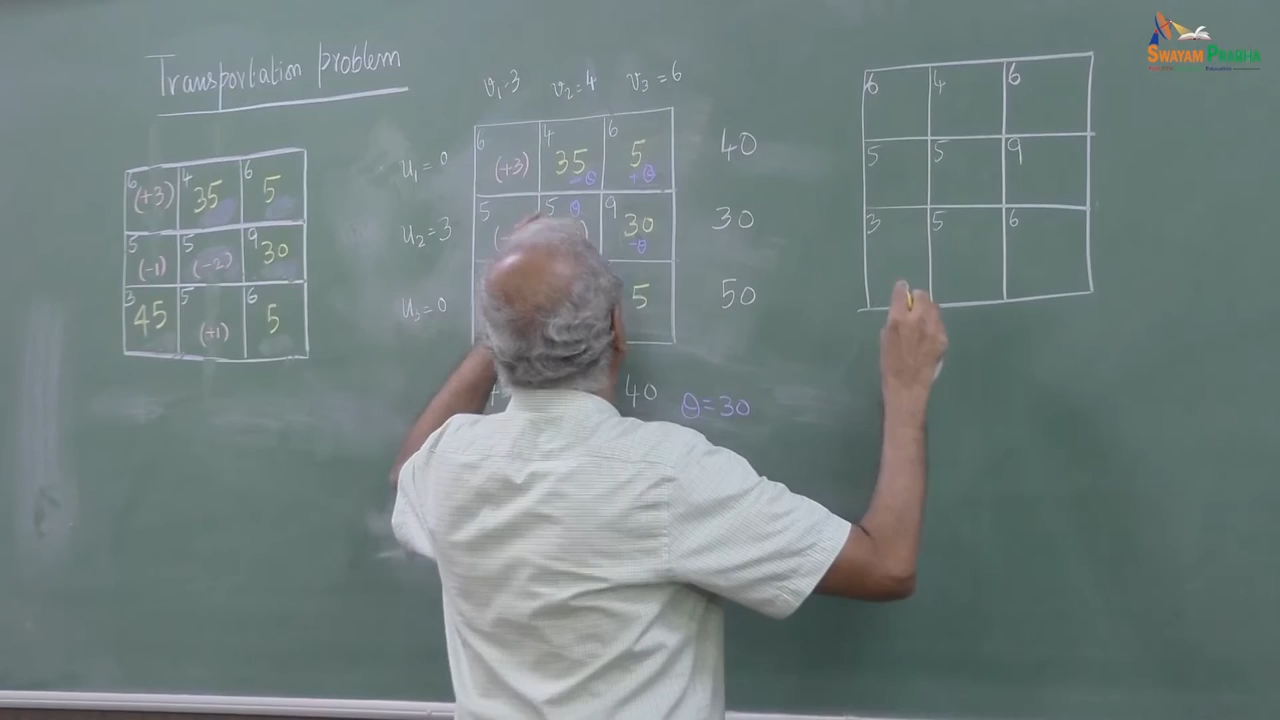 Transportation problem
6 (+3) 4 35 6 5
5 (-1) 5 (-2) 9 30
3 45 5 (+1) 6 5
v₁=3 v₂=4 v₃=6
u₁=0 6 (+3) 4 35 -θ 6 5 +θ 40
u₂=3 5 5 θ 9 30 -θ 30
u₃=0 5 50
40 θ=30
6 4 6
5 5 9
3 5 6
SWAYAM PRABHA